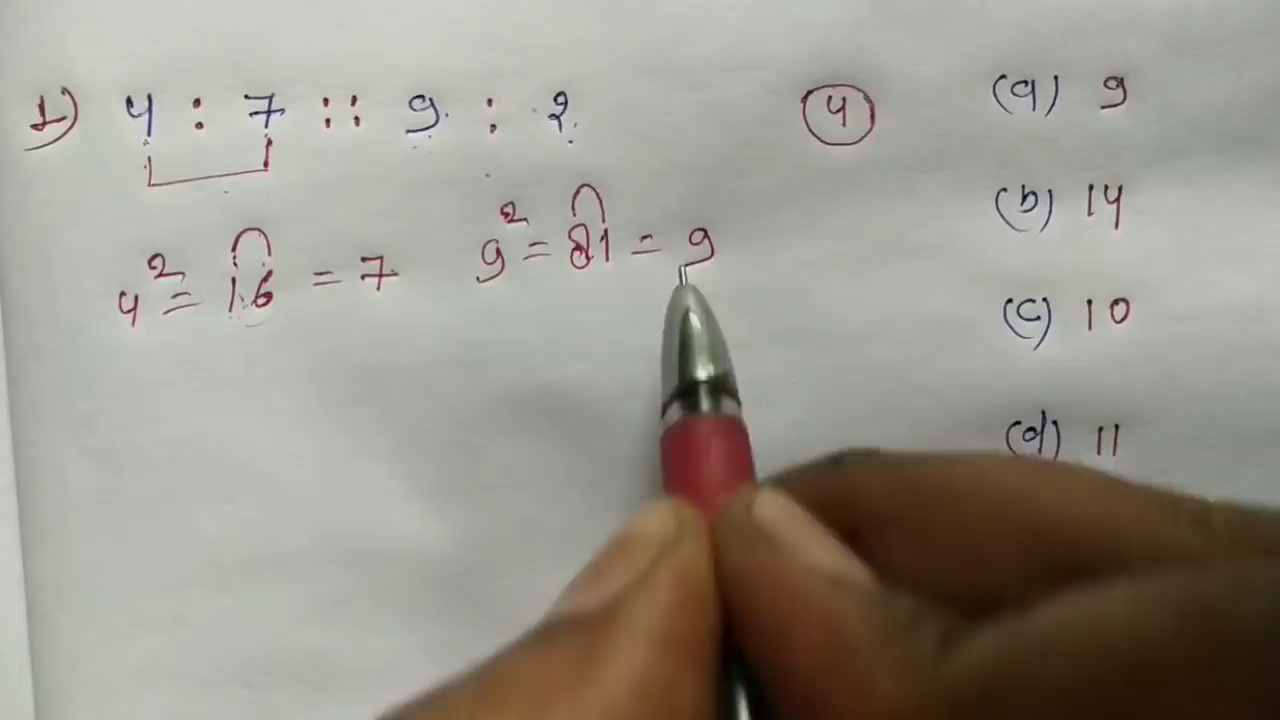 1) 4 : 7 :: 9 : ? 4 (a) 9
(b) 14
4² = 16 = 7 9² = 81 = 9
(c) 10
(d) 11